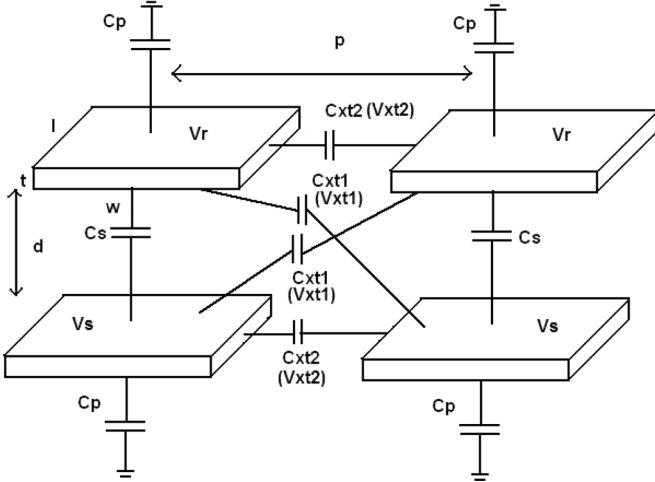 Cp
Cp
p
l
Vr
Cxt2 (Vxt2)
Vr
t
w
Cxt1
(Vxt1)
d
Cs
Cs
Cxt1
(Vxt1)
Vs
Vs
Cxt2
(Vxt2)
Cp
Cp